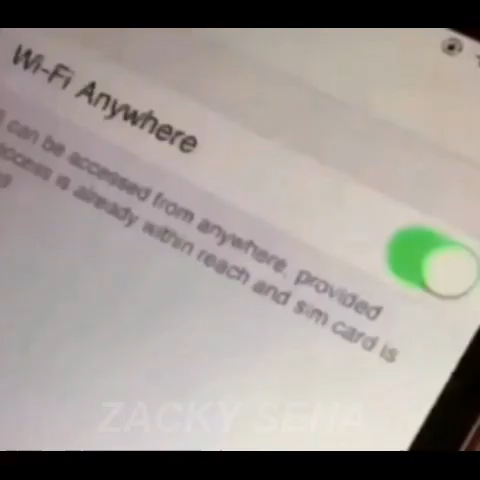 Wi-Fi Anywhere
can be accessed from anywhere, provided
access is already within reach and sim card is
ZACKY SEHA